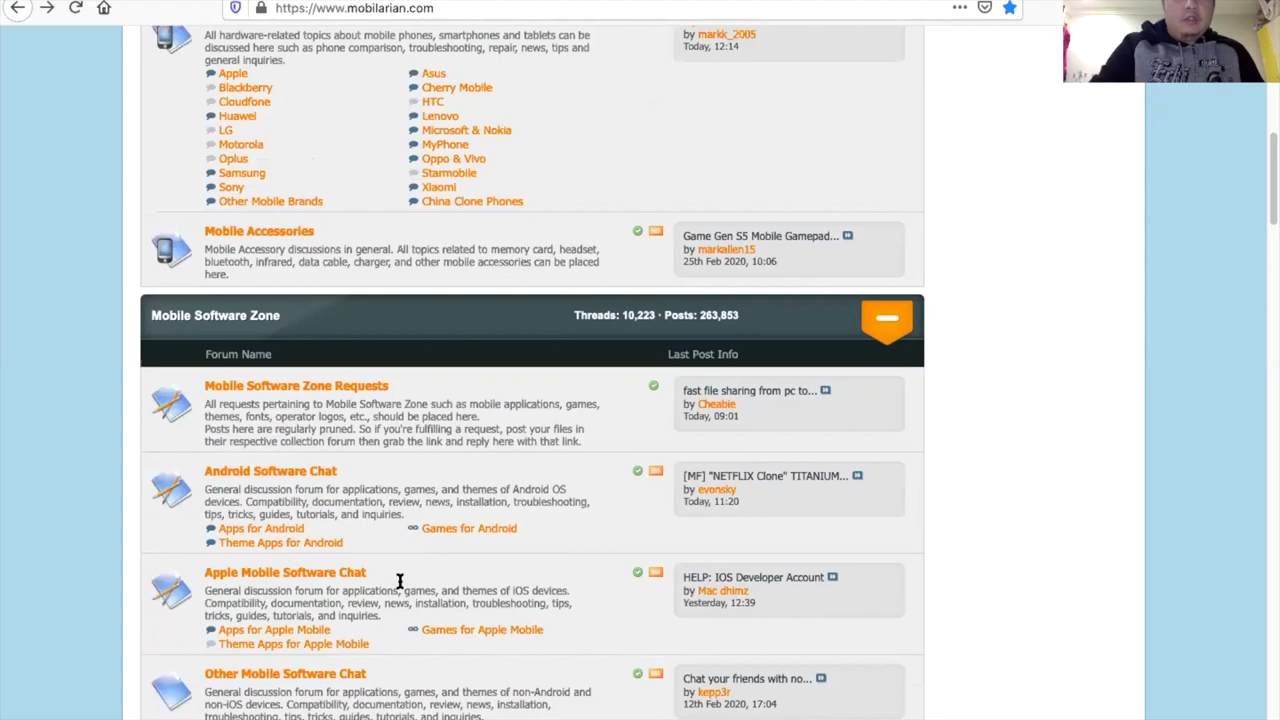 https://www.mobilarian.com
All hardware-related topics about mobile phones, smartphones and tablets can be
discussed here such as phone comparison, troubleshooting, repair, news, tips and
general inquiries.
by markk_2005
Today, 12:14
Apple
Asus
Blackberry
Cherry Mobile
Cloudfone
HTC
Huawei
Lenovo
LG
Microsoft & Nokia
Motorola
MyPhone
Oplus
Oppo & Vivo
Samsung
Starmobile
Sony
Xiaomi
Other Mobile Brands
China Clone Phones
Mobile Accessories
Mobile Accessory discussions in general. All topics related to memory card, headset,
bluetooth, infrared, data cable, charger, and other mobile accessories can be placed
here.
Game Gen S5 Mobile Gamepad...
by markallen15
25th Feb 2020, 10:06
Mobile Software Zone
Threads: 10,223 · Posts: 263,853
Forum Name
Last Post Info
Mobile Software Zone Requests
All requests pertaining to Mobile Software Zone such as mobile applications, games,
themes, fonts, operator logos, etc., should be placed here.
Posts here are regularly pruned. So if you're fulfilling a request, post your files in
their respective collection forum then grab the link and reply here with that link.
fast file sharing from pc to...
by Cheabie
Today, 09:01
Android Software Chat
General discussion forum for applications, games, and themes of Android OS
devices. Compatibility, documentation, review, news, installation, troubleshooting,
tips, tricks, guides, tutorials, and inquiries.
Apps for Android
Games for Android
Theme Apps for Android
[MF] "NETFLIX Clone" TITANIUM...
by evonsky
Today, 11:20
Apple Mobile Software Chat
General discussion forum for applications, games, and themes of iOS devices.
Compatibility, documentation, review, news, installation, troubleshooting, tips,
tricks, guides, tutorials, and inquiries.
Apps for Apple Mobile
Games for Apple Mobile
Theme Apps for Apple Mobile
HELP: IOS Developer Account
by Mac dhimz
Yesterday, 12:39
Other Mobile Software Chat
General discussion forum for applications, games, and themes of non-Android and
non-iOS devices. Compatibility, documentation, review, news, installation,
troubleshooting, tips, tricks, guides, tutorials, and inquiries.
Chat your friends with no...
by kepp3r
12th Feb 2020, 17:04